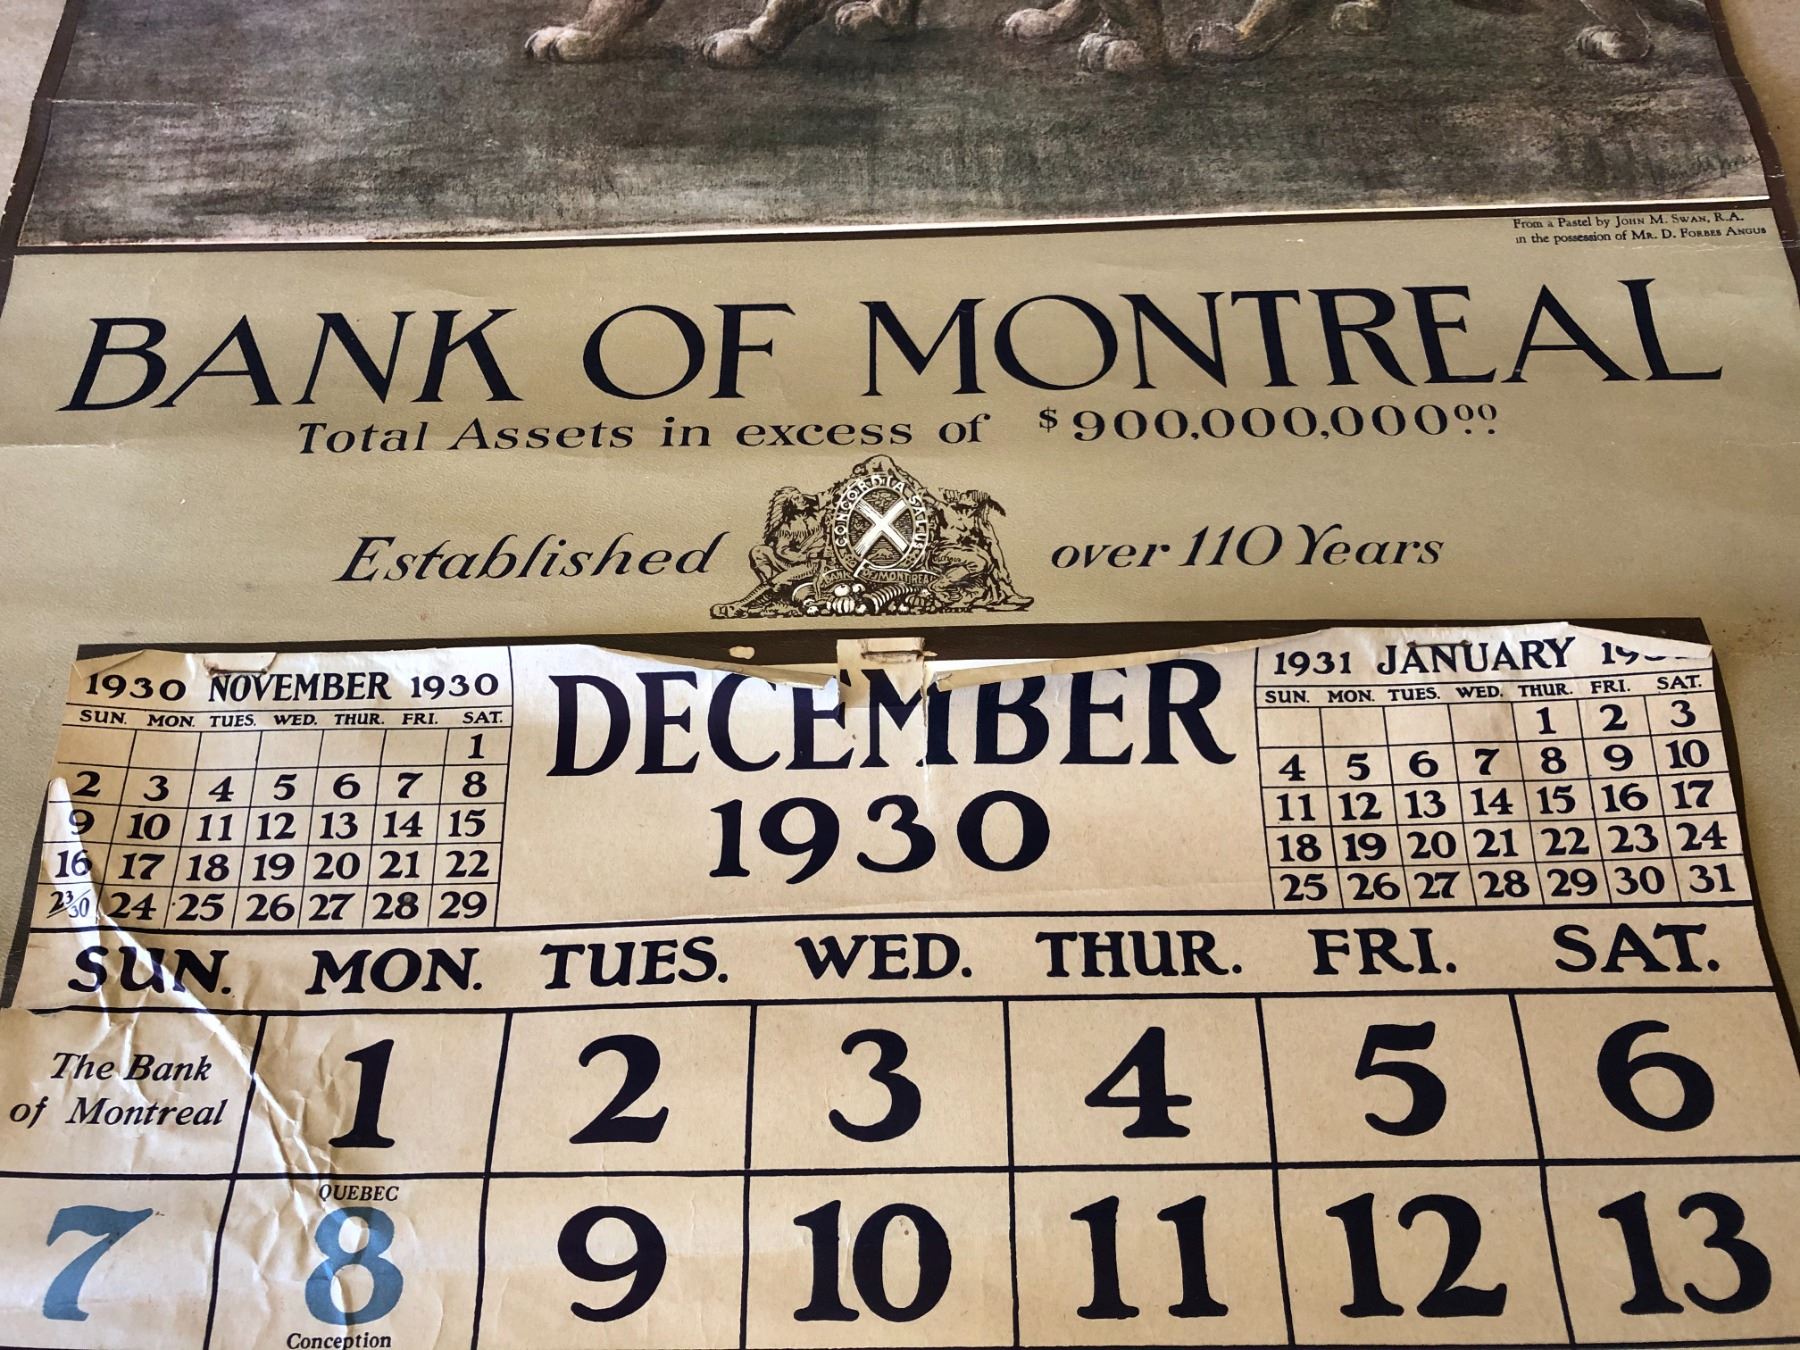 From a Pastel by JOHN M. SWAN, R.A.
in the possession of MR. D. FORBES ANGUS
BANK OF MONTREAL
Total Assets in excess of $900,000,000.00
CONCORDIA SALUS
BANK OF MONTREAL
Established over 110 Years
1930 NOVEMBER 1930
SUN. MON. TUES. WED. THUR. FRI. SAT.
1
2 3 4 5 6 7 8
9 10 11 12 13 14 15
16 17 18 19 20 21 22
23/30 24 25 26 27 28 29
DECEMBER
1930
1931 JANUARY
SUN. MON. TUES. WED. THUR. FRI. SAT.
1 2 3
4 5 6 7 8 9 10
11 12 13 14 15 16 17
18 19 20 21 22 23 24
25 26 27 28 29 30 31
SUN. MON. TUES. WED. THUR. FRI. SAT.
The Bank
of Montreal
1 2 3 4 5 6
QUEBEC
7 8 9 10 11 12 13
Conception